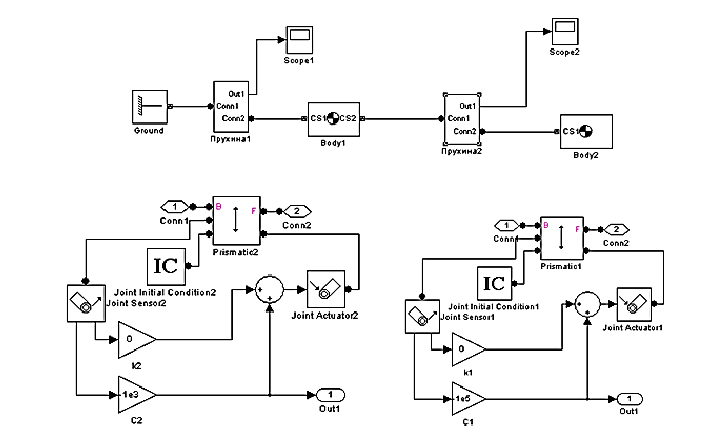 Scope1
Scope2
Ground
Out1
Conn1
Conn2
Пружина1
CS1 CS2
Body1
Out1
Conn1
Conn2
Пружина2
CS1
Body2
1
Conn1
B
F
2
Conn2
Prismatic2
IC
Joint Initial Condition2
Joint Sensor2
Joint Actuator2
0
k2
-1e3
C2
1
Out1
1
Conn1
B
F
2
Conn2
Prismatic1
IC
Joint Initial Condition1
Joint Sensor1
Joint Actuator1
0
k1
-1e5
C1
1
Out1